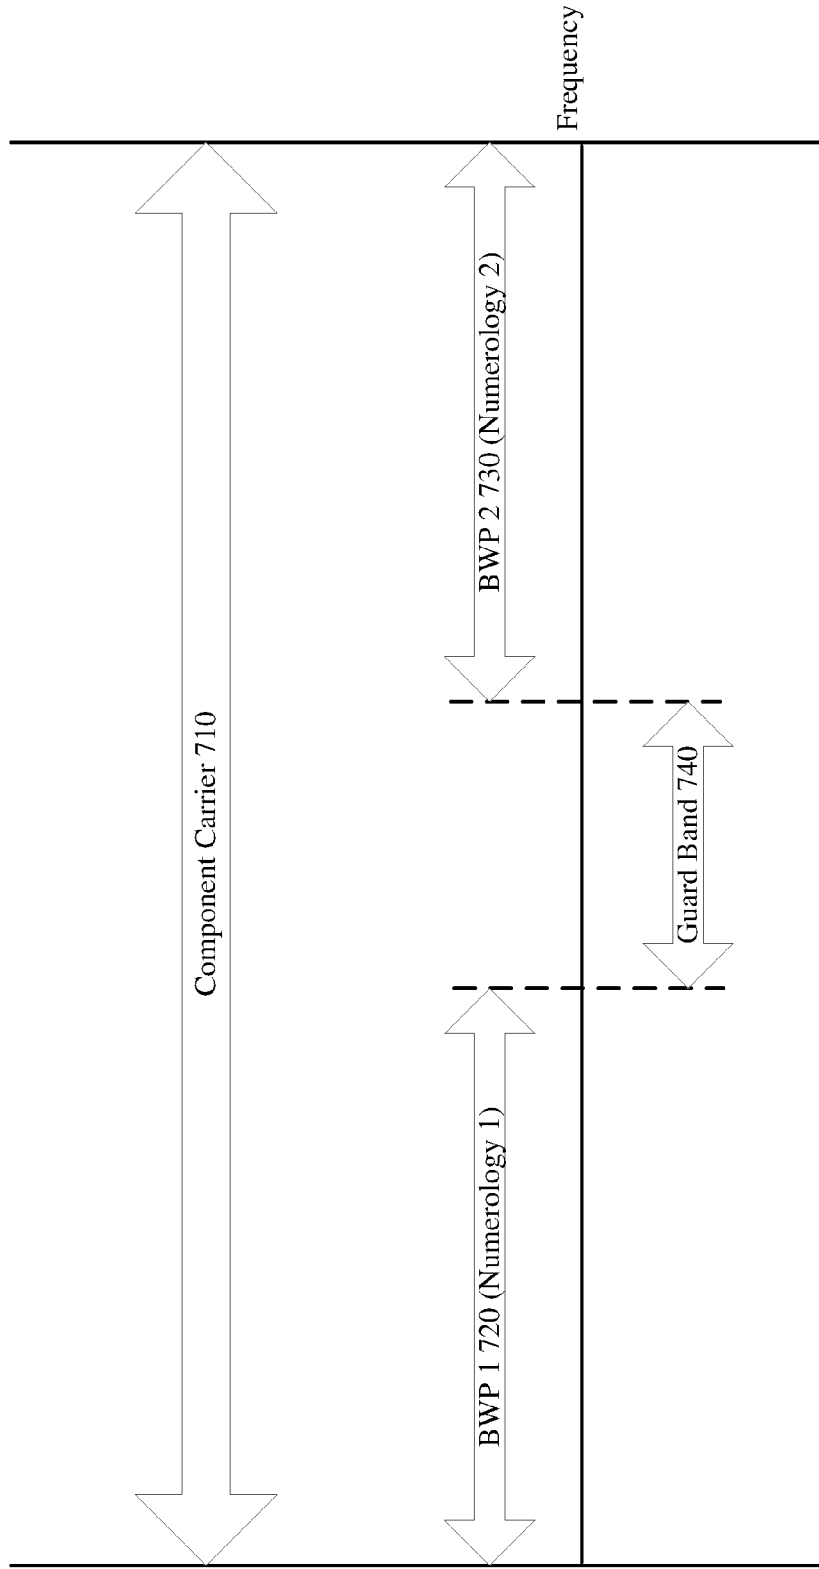 Component Carrier 710
BWP 1 720 (Numerology 1)
BWP 2 730 (Numerology 2)
Frequency
Guard Band 740